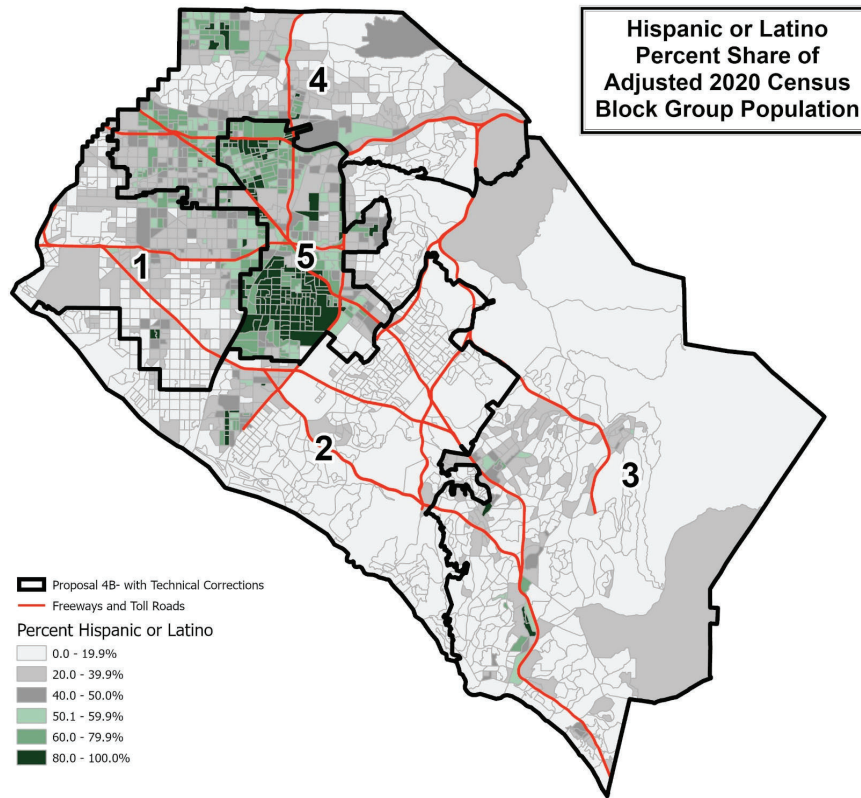 Hispanic or Latino
Percent Share of
Adjusted 2020 Census
Block Group Population
4
5
1
2
3
Proposal 4B- with Technical Corrections
Freeways and Toll Roads
Percent Hispanic or Latino
0.0 - 19.9%
20.0 - 39.9%
40.0 - 50.0%
50.1 - 59.9%
60.0 - 79.9%
80.0 - 100.0%